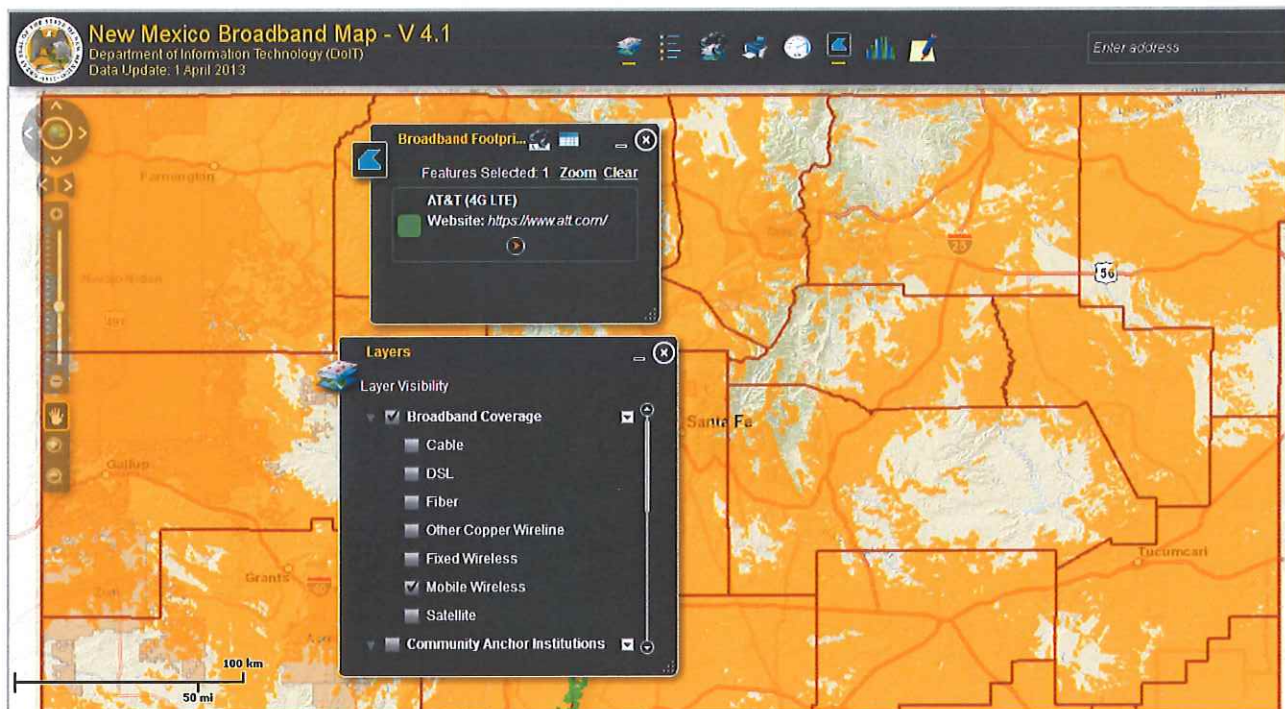 New Mexico Broadband Map - V 4.1
Department of Information Technology (DoIT)
Data Update: 1 April 2013
Enter address
Farmington
Broadband Footpri...
Features Selected: 1 Zoom Clear
AT&T (4G LTE)
Website: https://www.att.com/
25
56
Layers
Layer Visibility
Broadband Coverage
Cable
DSL
Fiber
Other Copper Wireline
Fixed Wireless
Mobile Wireless
Satellite
Community Anchor Institutions
Santa Fe
Gallup
Grants
Tucumcari
100 km
50 mi